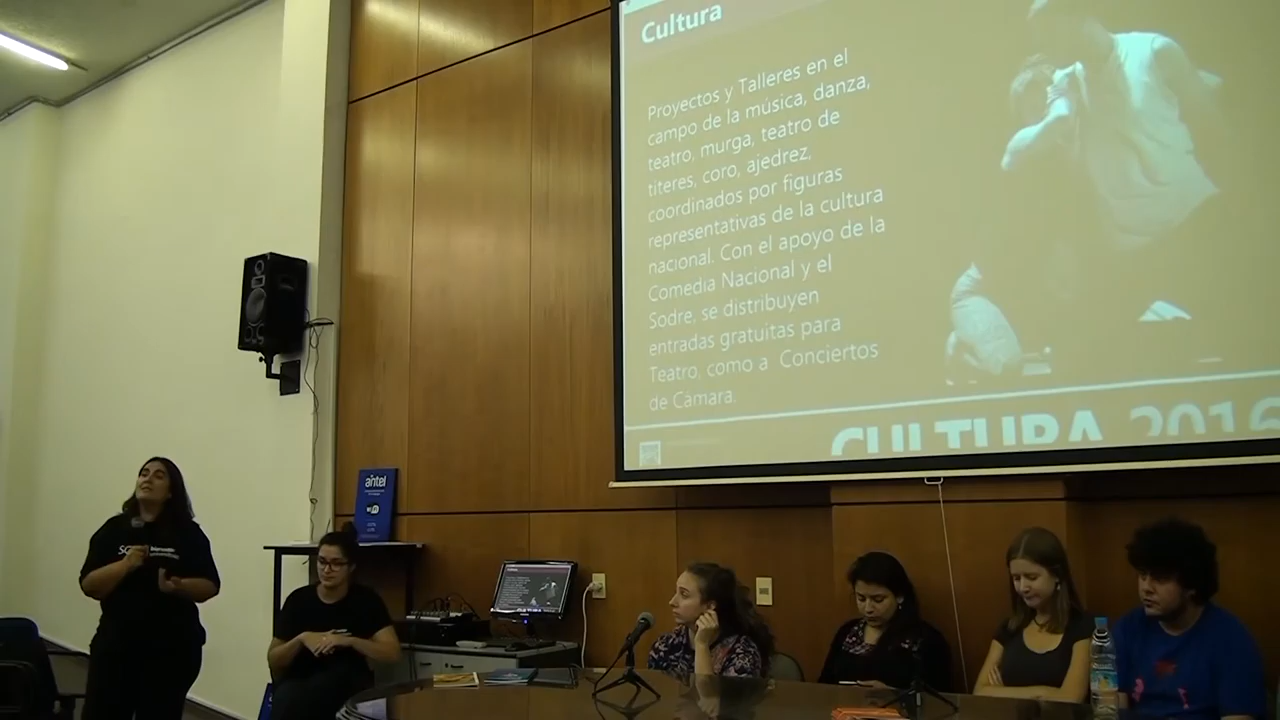 Cultura
Proyectos y Talleres en el
campo de la música, danza,
teatro, murga, teatro de
títeres, coro, ajedrez,
coordinados por figuras
representativas de la cultura
nacional. Con el apoyo de la
Comedia Nacional y el
Sodre, se distribuyen
entradas gratuitas para
Teatro, como a Conciertos
de Cámara.
CULTURA 2016
antel